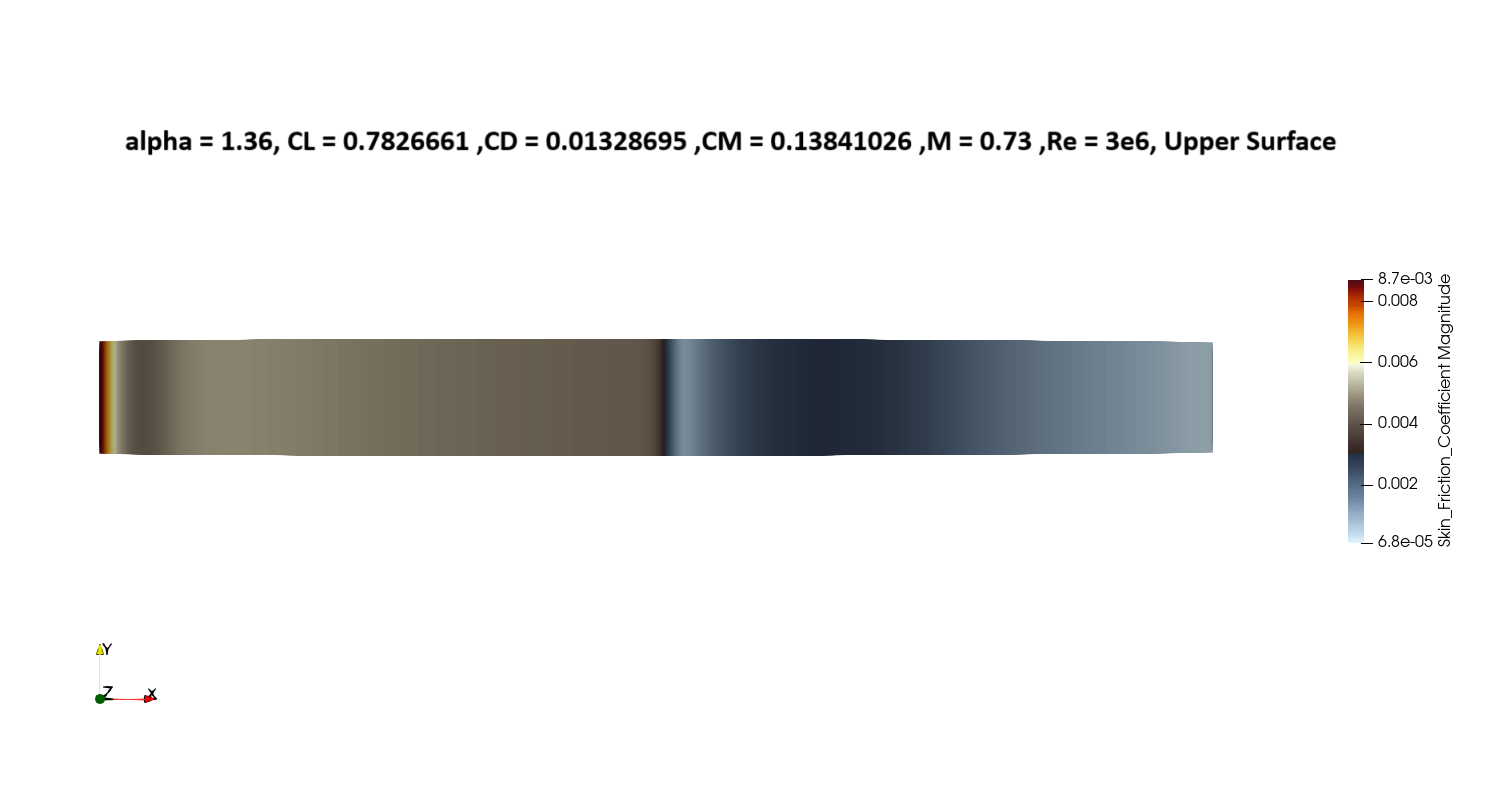 alpha = 1.36, CL = 0.7826661 ,CD = 0.01328695 ,CM = 0.13841026 ,M = 0.73 ,Re = 3e6, Upper Surface
8.7e-03
0.008
0.006
0.004
0.002
6.8e-05
Skin_Friction_Coefficient Magnitude
Y
Z
X